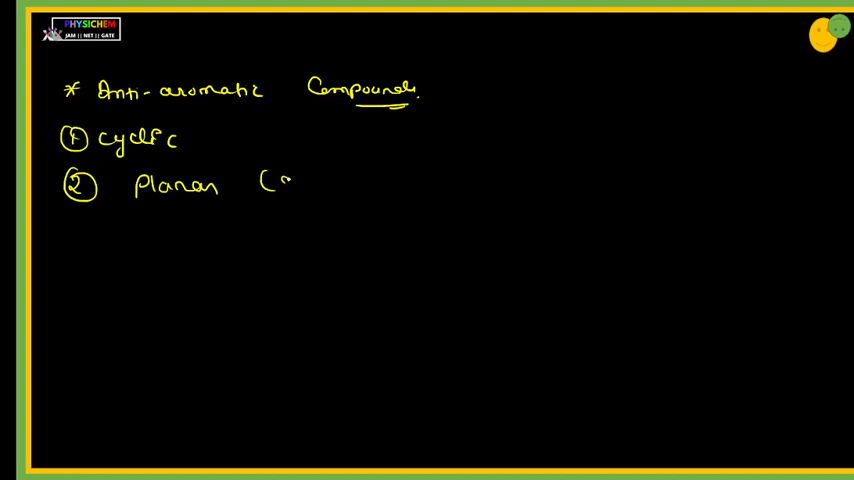 PHYSICHEM
JAM || NET || GATE
* Anti-aromatic Compounds.
① cyclic
② planar (